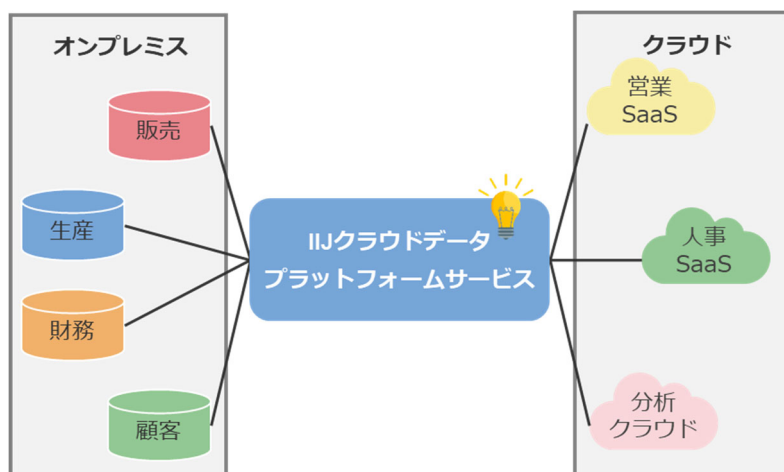 オンプレミス
販売
生産
財務
顧客
IIJクラウドデータ
プラットフォームサービス
クラウド
営業
SaaS
人事
SaaS
分析
クラウド